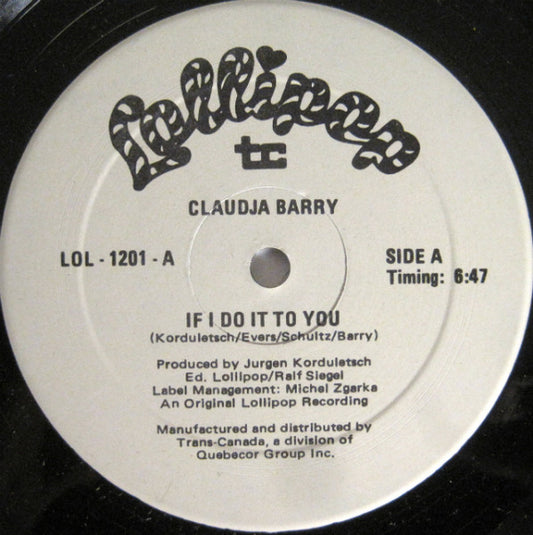 Lollipop
tc
CLAUDJA BARRY
LOL - 1201 - A
SIDE A
Timing: 6:47
IF I DO IT TO YOU
(Korduletsch/Evers/Schultz/Barry)
Produced by Jurgen Korduletsch
Ed. Lollipop/Ralf Siegel
Label Management: Michel Zgarka
An Original Lollipop Recording
Manufactured and distributed by
Trans-Canada, a division of
Quebecor Group Inc.